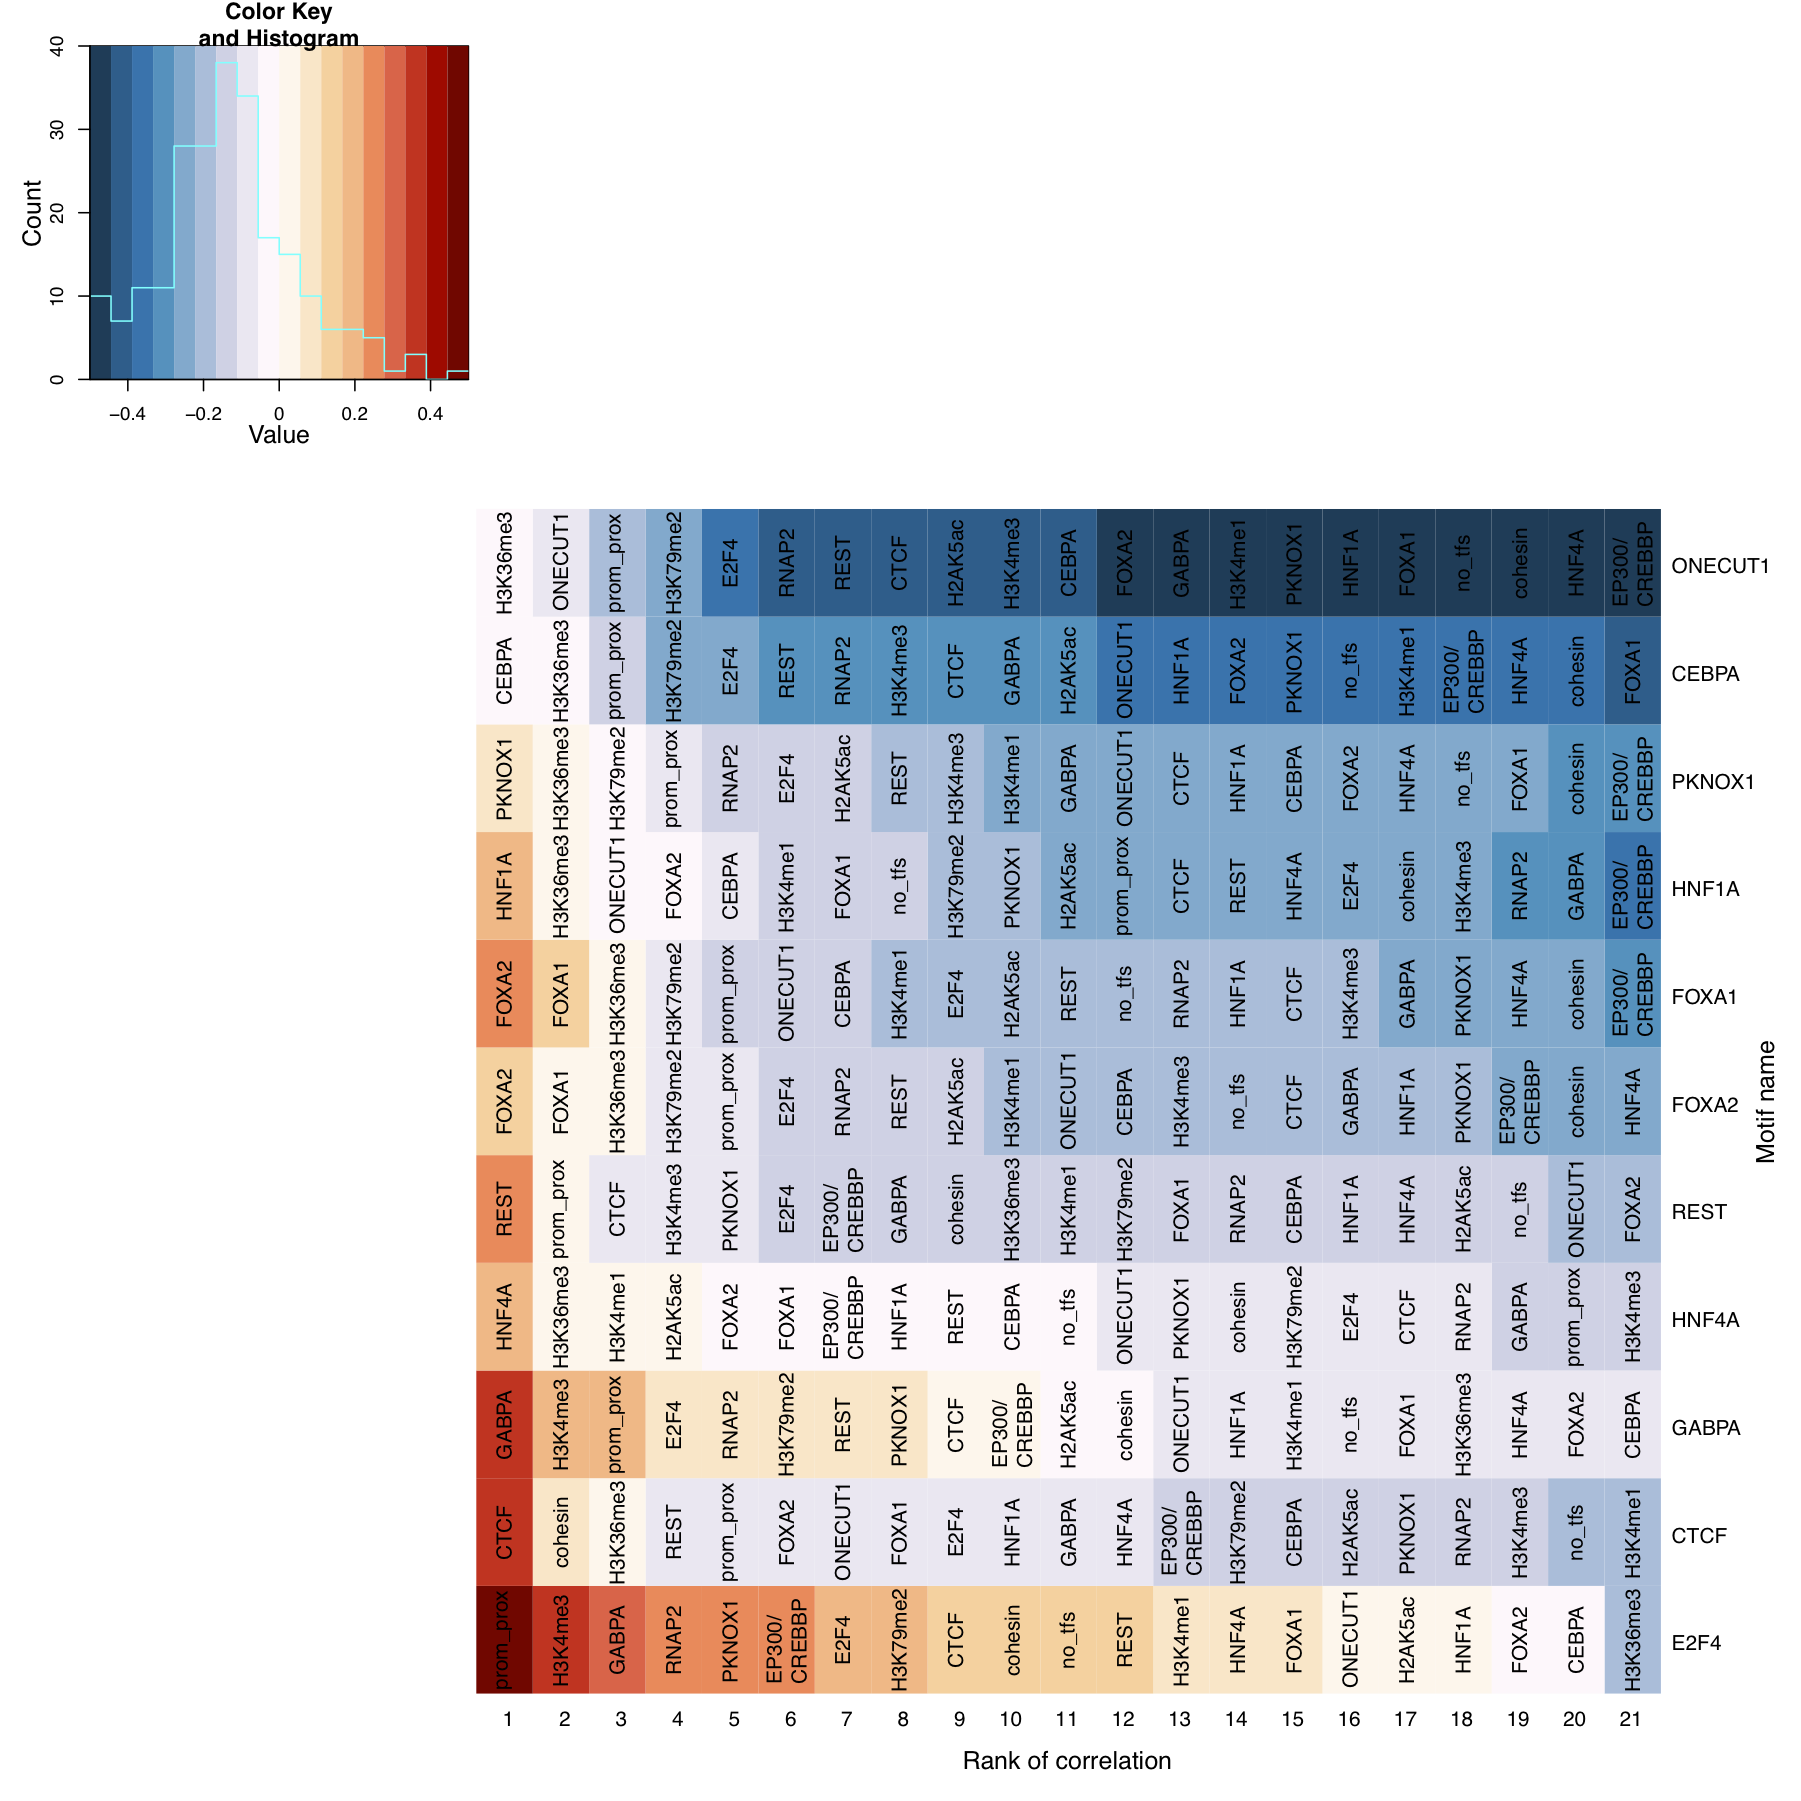 Color Key
and Histogram
40
30
20
10
0
Count
−0.4 −0.2 0 0.2 0.4
Value
H3K36me3 ONECUT1 prom_prox H3K79me2 E2F4 RNAP2 REST CTCF H2AK5ac H3K4me3 CEBPA FOXA2 GABPA H3K4me1 PKNOX1 HNF1A FOXA1 no_tfs cohesin HNF4A EP300/ CREBBP ONECUT1
CEBPA H3K36me3 prom_prox H3K79me2 E2F4 REST RNAP2 H3K4me3 CTCF GABPA H2AK5ac ONECUT1 HNF1A FOXA2 PKNOX1 no_tfs H3K4me1 EP300/ CREBBP HNF4A cohesin FOXA1 CEBPA
PKNOX1 H3K36me3 H3K79me2 prom_prox RNAP2 E2F4 H2AK5ac REST H3K4me3 H3K4me1 GABPA ONECUT1 CTCF HNF1A CEBPA FOXA2 HNF4A no_tfs FOXA1 cohesin EP300/ CREBBP PKNOX1
HNF1A H3K36me3 ONECUT1 FOXA2 CEBPA H3K4me1 FOXA1 no_tfs H3K79me2 PKNOX1 H2AK5ac prom_prox CTCF REST HNF4A E2F4 cohesin H3K4me3 RNAP2 GABPA EP300/ CREBBP HNF1A
FOXA2 FOXA1 H3K36me3 H3K79me2 prom_prox ONECUT1 CEBPA H3K4me1 E2F4 H2AK5ac REST no_tfs RNAP2 HNF1A CTCF H3K4me3 GABPA PKNOX1 HNF4A cohesin EP300/ CREBBP FOXA1
FOXA2 FOXA1 H3K36me3 H3K79me2 prom_prox E2F4 RNAP2 REST H2AK5ac H3K4me1 ONECUT1 CEBPA H3K4me3 no_tfs CTCF GABPA HNF1A PKNOX1 EP300/ CREBBP cohesin HNF4A FOXA2
REST prom_prox CTCF H3K4me3 PKNOX1 E2F4 EP300/ CREBBP GABPA cohesin H3K36me3 H3K4me1 H3K79me2 FOXA1 RNAP2 CEBPA HNF1A HNF4A H2AK5ac no_tfs ONECUT1 FOXA2 REST
HNF4A H3K36me3 H3K4me1 H2AK5ac FOXA2 FOXA1 EP300/ CREBBP HNF1A REST CEBPA no_tfs ONECUT1 PKNOX1 cohesin H3K79me2 E2F4 CTCF RNAP2 GABPA prom_prox H3K4me3 HNF4A
GABPA H3K4me3 prom_prox E2F4 RNAP2 H3K79me2 REST PKNOX1 CTCF EP300/ CREBBP H2AK5ac cohesin ONECUT1 HNF1A H3K4me1 no_tfs FOXA1 H3K36me3 HNF4A FOXA2 CEBPA GABPA
CTCF cohesin H3K36me3 REST prom_prox FOXA2 ONECUT1 FOXA1 E2F4 HNF1A GABPA HNF4A EP300/ CREBBP H3K79me2 CEBPA H2AK5ac PKNOX1 RNAP2 H3K4me3 no_tfs H3K4me1 CTCF
prom_prox H3K4me3 GABPA RNAP2 PKNOX1 EP300/ CREBBP E2F4 H3K79me2 CTCF cohesin no_tfs REST H3K4me1 HNF4A FOXA1 ONECUT1 H2AK5ac HNF1A FOXA2 CEBPA H3K36me3 E2F4
Motif name
1 2 3 4 5 6 7 8 9 10 11 12 13 14 15 16 17 18 19 20 21
Rank of correlation